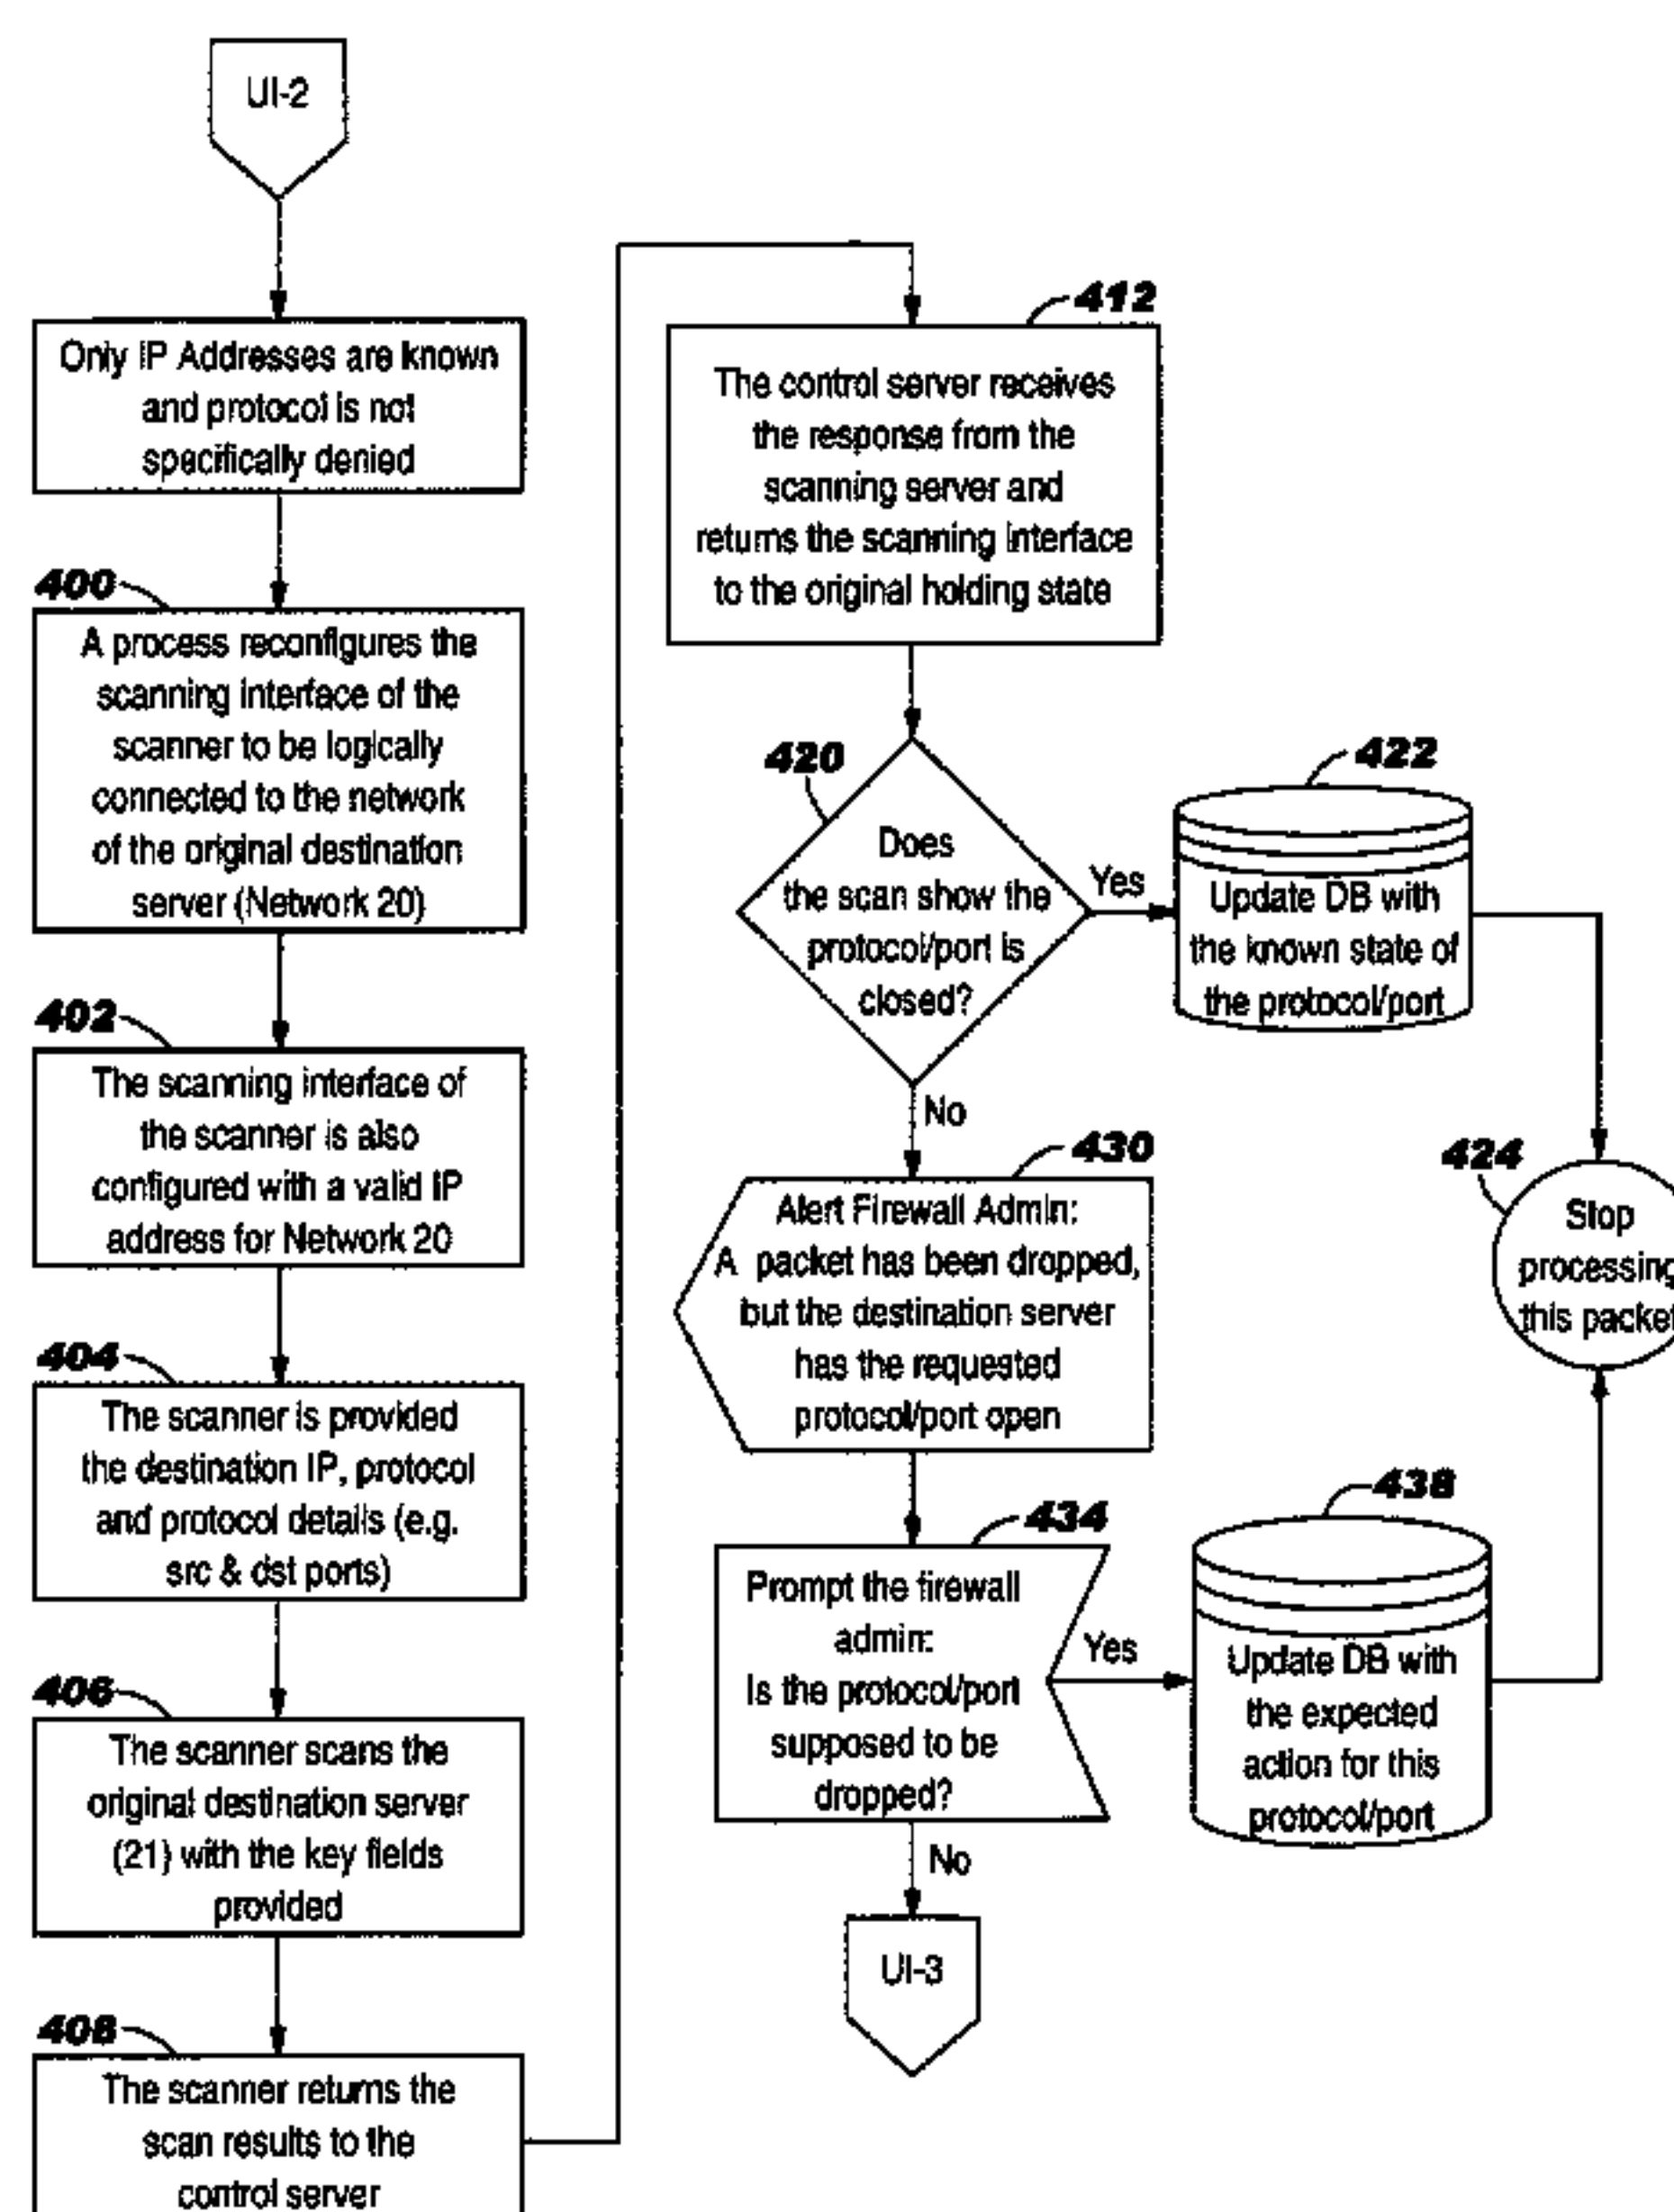 UI-2
Only IP Addresses are known
and protocol is not
specifically denied
400
A process reconfigures the
scanning interface of the
scanner to be logically
connected to the network
of the original destination
server (Network 20)
402
The scanning interface of
the scanner is also
configured with a valid IP
address for Network 20
404
The scanner is provided
the destination IP, protocol
and protocol details (e.g.
src & dst ports)
406
The scanner scans the
original destination server
(21) with the key fields
provided
408
The scanner returns the
scan results to the
control server
412
The control server receives
the response from the
scanning server and
returns the scanning interface
to the original holding state
420
Does
the scan show the
protocol/port is
closed?
Yes
422
Update DB with
the known state of
the protocol/port
No
430
Alert Firewall Admin:
A packet has been dropped,
but the destination server
has the requested
protocol/port open
424
Stop
processing
this packet
434
Prompt the firewall
admin:
Is the protocol/port
supposed to be
dropped?
Yes
438
Update DB with
the expected
action for this
protocol/port
No
UI-3